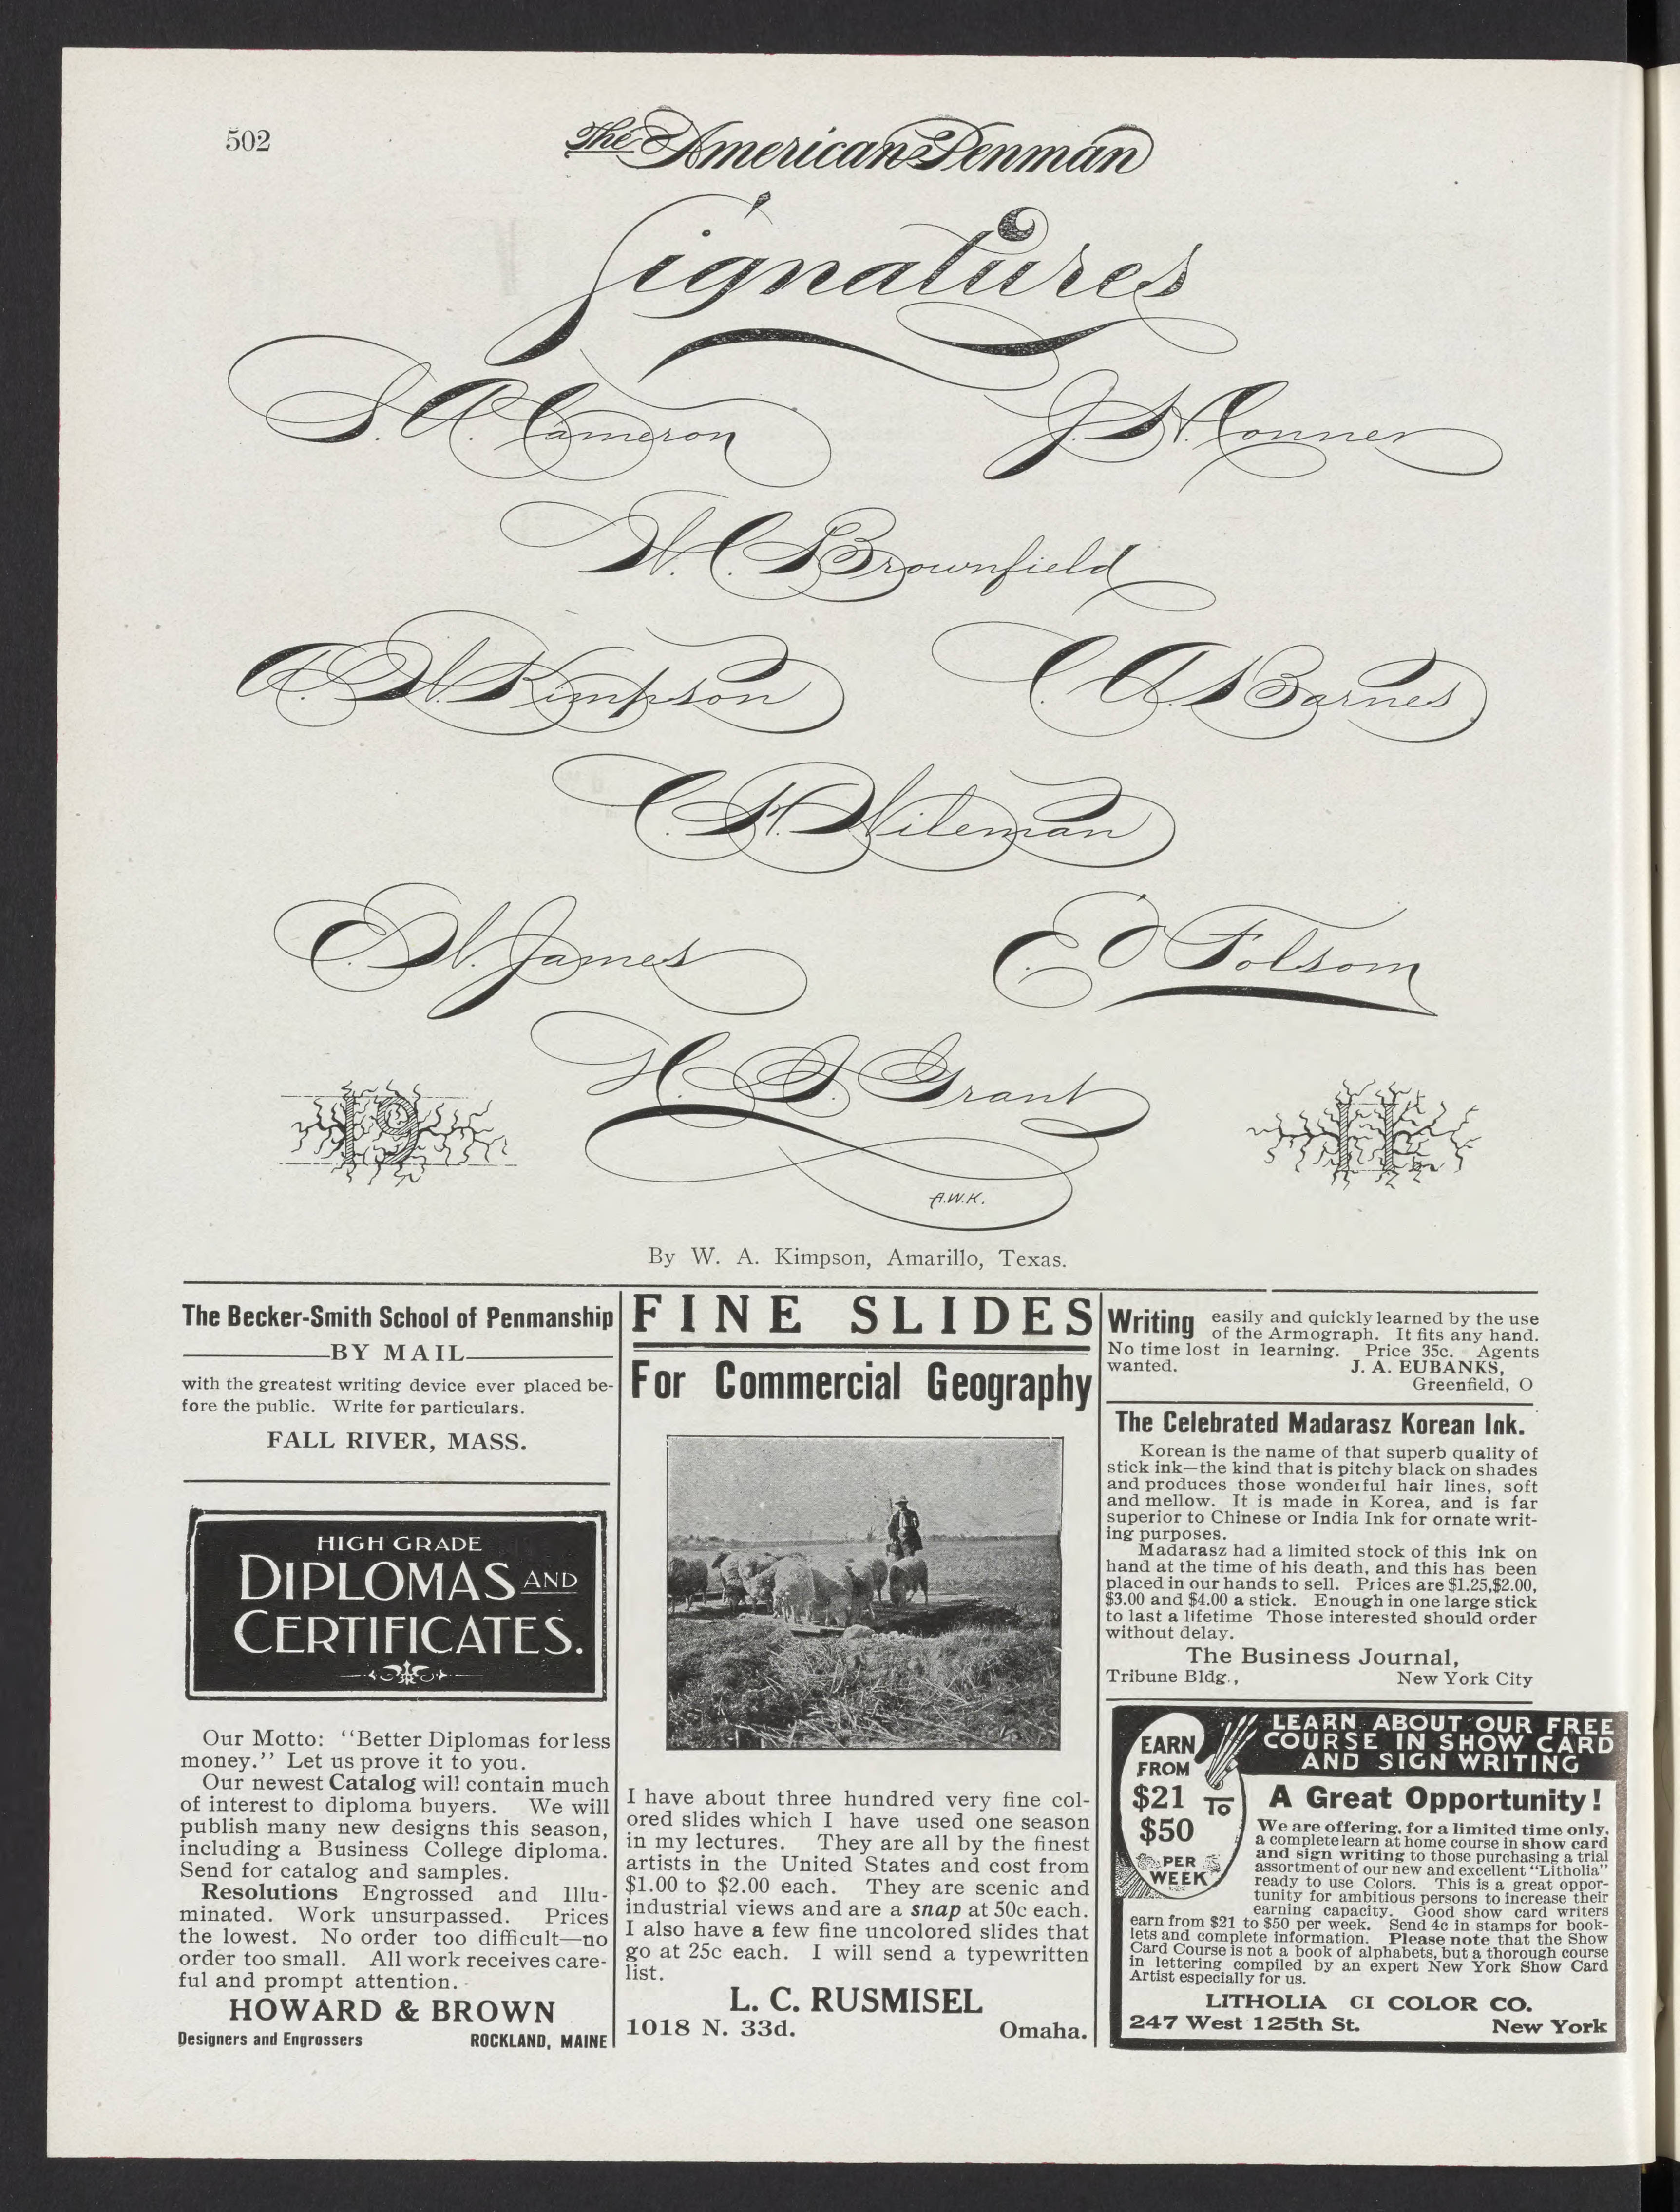 502
The American Penman
Signatures
S. A. Cameron
J. N. Conner
W. C. Brownfield
A. W. Kimpson
C. A. Barnes
C. H. Wileman
E. W. James
E. O Folsom
H. S. Grant
19
11
A.W.K.
By W. A. Kimpson, Amarillo, Texas.
The Becker-Smith School of Penmanship
BY MAIL
with the greatest writing device ever placed be-
fore the public. Write for particulars.
FALL RIVER, MASS.
HIGH GRADE
DIPLOMAS AND
CERTIFICATES.
Our Motto: "Better Diplomas for less
money." Let us prove it to you.
Our newest Catalog will contain much
of interest to diploma buyers. We will
publish many new designs this season,
including a Business College diploma.
Send for catalog and samples.
Resolutions Engrossed and Illu-
minated. Work unsurpassed. Prices
the lowest. No order too difficult—no
order too small. All work receives care-
ful and prompt attention.
HOWARD & BROWN
Designers and Engrossers ROCKLAND, MAINE
FINE SLIDES
For Commercial Geography
I have about three hundred very fine col-
ored slides which I have used one season
in my lectures. They are all by the finest
artists in the United States and cost from
$1.00 to $2.00 each. They are scenic and
industrial views and are a snap at 50c each.
I also have a few fine uncolored slides that
go at 25c each. I will send a typewritten
list.
L. C. RUSMISEL
1018 N. 33d. Omaha.
Writing easily and quickly learned by the use
of the Armograph. It fits any hand.
No time lost in learning. Price 35c. Agents
wanted. J. A. EUBANKS,
Greenfield, O
The Celebrated Madarasz Korean Ink.
Korean is the name of that superb quality of
stick ink—the kind that is pitchy black on shades
and produces those wonderful hair lines, soft
and mellow. It is made in Korea, and is far
superior to Chinese or India Ink for ornate writ-
ing purposes.
Madarasz had a limited stock of this ink on
hand at the time of his death, and this has been
placed in our hands to sell. Prices are $1.25,$2.00,
$3.00 and $4.00 a stick. Enough in one large stick
to last a lifetime Those interested should order
without delay.
The Business Journal,
Tribune Bldg., New York City
EARN
FROM
$21
TO
$50
PER
WEEK
LEARN ABOUT OUR FREE
COURSE IN SHOW CARD
AND SIGN WRITING
A Great Opportunity!
We are offering, for a limited time only,
a complete learn at home course in show card
and sign writing to those purchasing a trial
assortment of our new and excellent "Litholia"
ready to use Colors. This is a great oppor-
tunity for ambitious persons to increase their
earning capacity. Good show card writers
earn from $21 to $50 per week. Send 4c in stamps for book-
lets and complete information. Please note that the Show
Card Course is not a book of alphabets, but a thorough course
in lettering compiled by an expert New York Show Card
Artist especially for us.
LITHOLIA CI COLOR CO.
247 West 125th St. New York